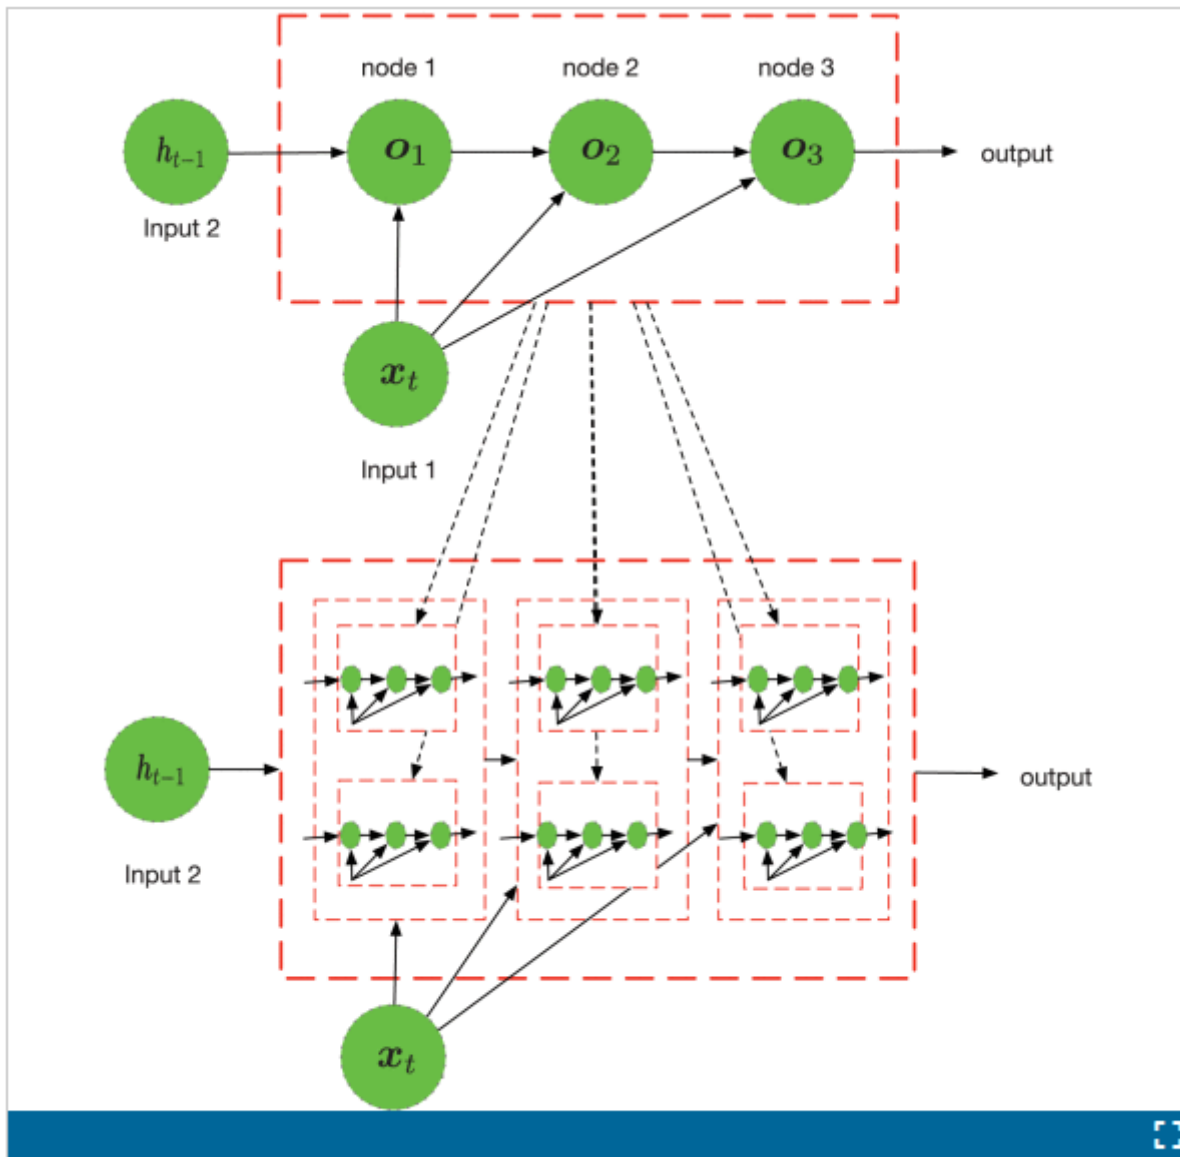 node 1 node 2 node 3
h_{t-1} o_1 o_2 o_3 output
Input 2
x_t
Input 1
h_{t-1} output
Input 2
x_t